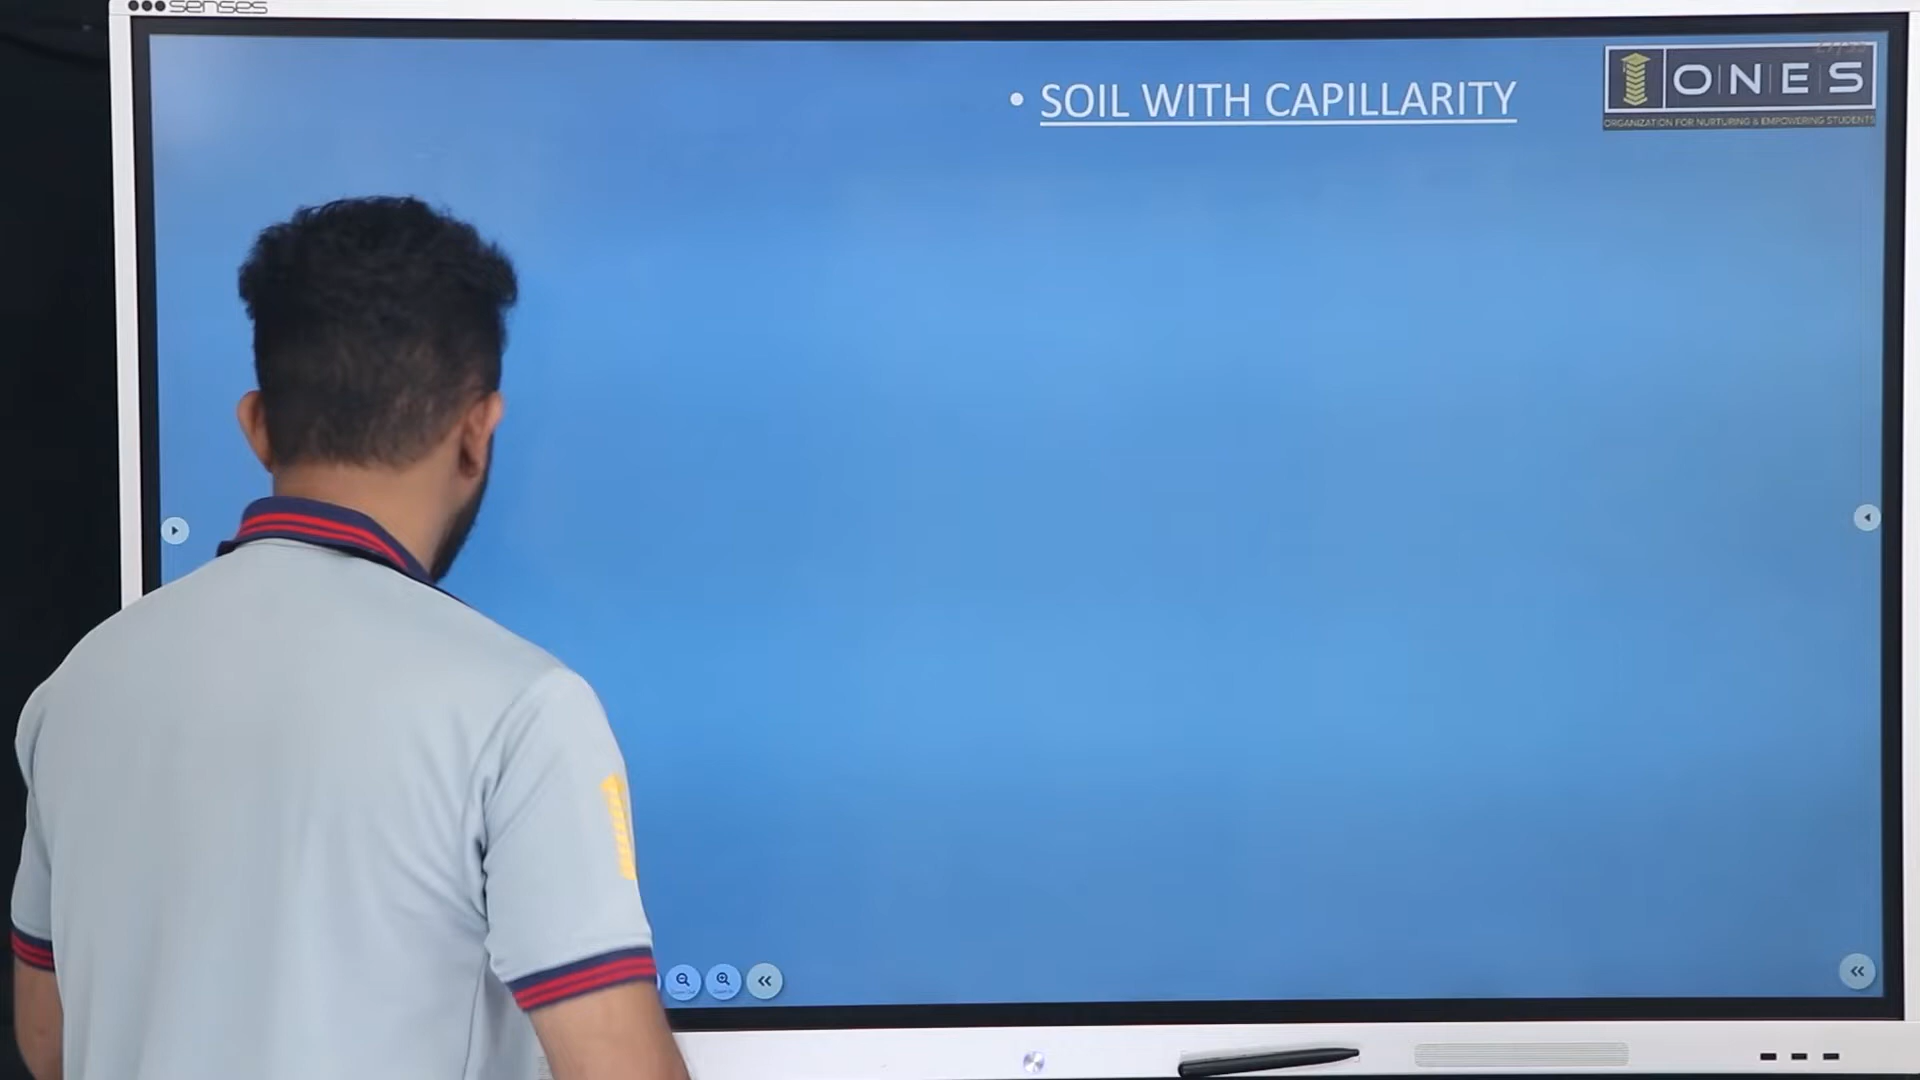 senses
• SOIL WITH CAPILLARITY
ONES
ORGANIZATION FOR NURTURING & EMPOWERING STUDENTS